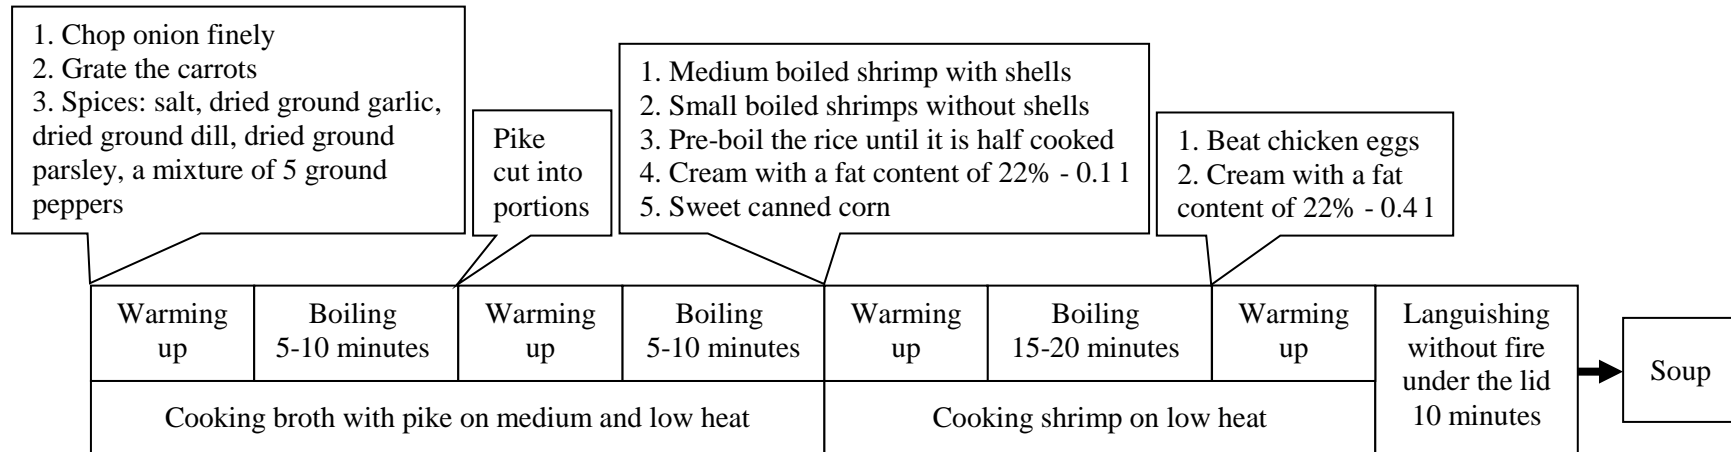 1. Chop onion finely
2. Grate the carrots
3. Spices: salt, dried ground garlic,
dried ground dill, dried ground
parsley, a mixture of 5 ground
peppers
Pike
cut into
portions
1. Medium boiled shrimp with shells
2. Small boiled shrimps without shells
3. Pre-boil the rice until it is half cooked
4. Cream with a fat content of 22% - 0.1 l
5. Sweet canned corn
1. Beat chicken eggs
2. Cream with a fat
content of 22% - 0.4 l
Warming
up
Boiling
5-10 minutes
Warming
up
Boiling
5-10 minutes
Warming
up
Boiling
15-20 minutes
Warming
up
Languishing
without fire
under the lid
10 minutes
Soup
Cooking broth with pike on medium and low heat
Cooking shrimp on low heat